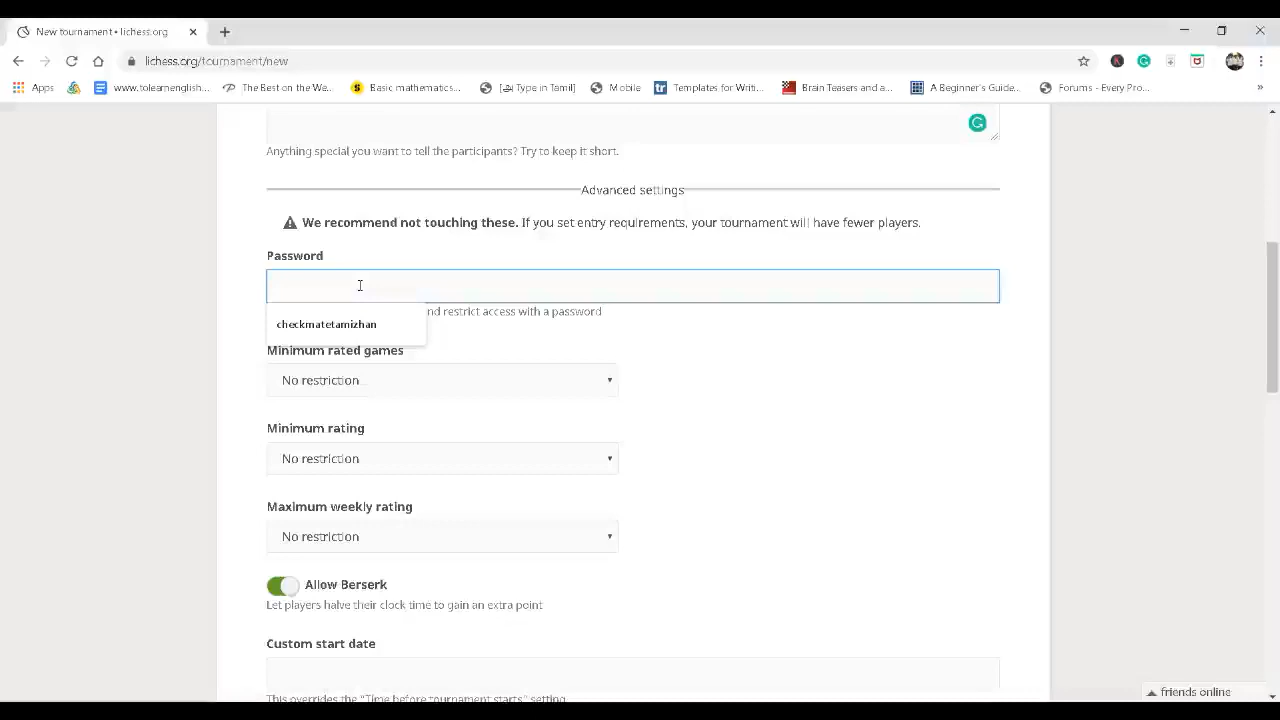 New tournament • lichess.org
lichess.org/tournament/new
Apps
www.tolearnenglish...
The Best on the We...
Basic mathematics...
Type in Tamil]
Mobile
Templates for Writi...
Brain Teasers and a...
A Beginner's Guide...
Forums - Every Pro...
»
Anything special you want to tell the participants? Try to keep it short.
Advanced settings
We recommend not touching these. If you set entry requirements, your tournament will have fewer players.
Password
nd restrict access with a password
checkmatetamizhan
Minimum rated games
No restriction
Minimum rating
No restriction
Maximum weekly rating
No restriction
Allow Berserk
Let players halve their clock time to gain an extra point
Custom start date
This overrides the "Time before tournament starts" setting
friends online